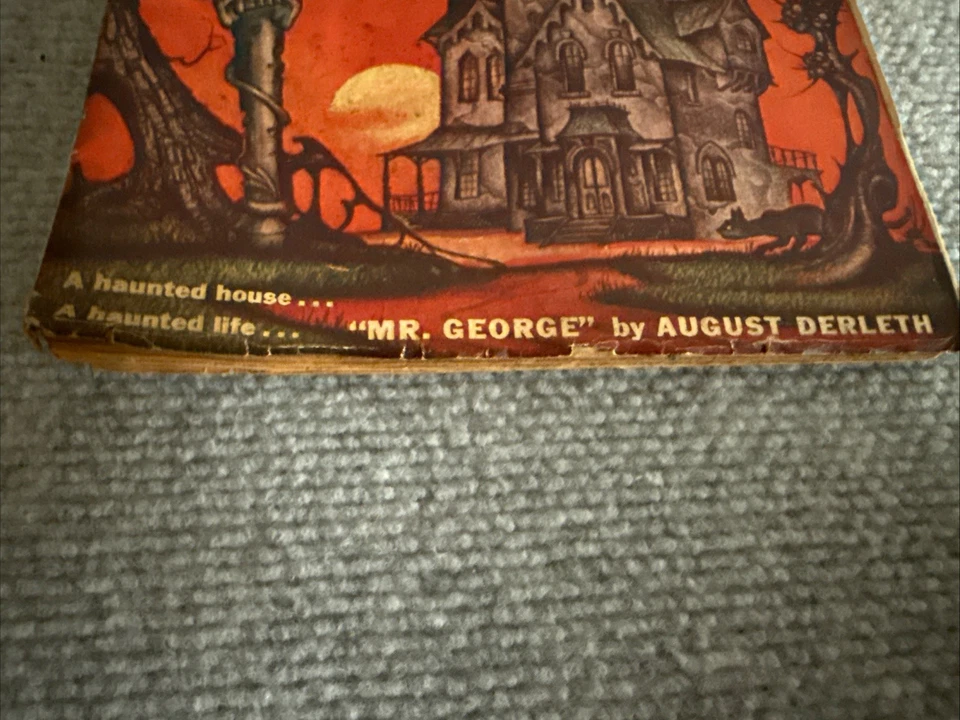 A haunted house...
A haunted life... "MR. GEORGE" by AUGUST DERLETH